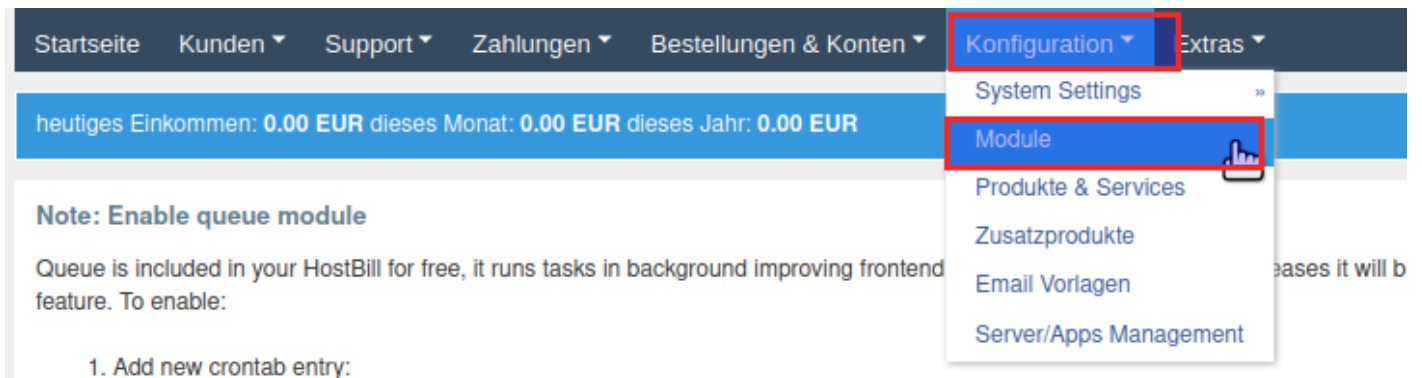 Startseite Kunden Support Zahlungen Bestellungen & Konten Konfiguration Extras
System Settings »
heutiges Einkommen: 0.00 EUR dieses Monat: 0.00 EUR dieses Jahr: 0.00 EUR
Module
Produkte & Services
Zusatzprodukte
Email Vorlagen
Server/Apps Management
Note: Enable queue module
Queue is included in your HostBill for free, it runs tasks in background improving frontend eases it will b
feature. To enable:
1. Add new crontab entry: